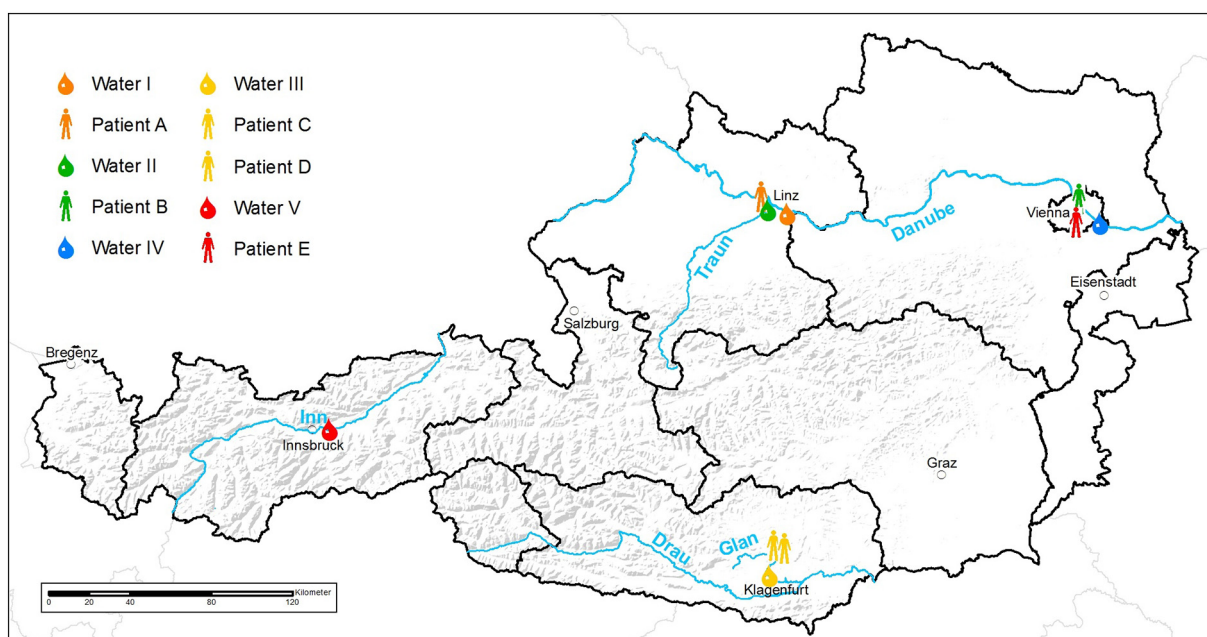 Water I
Water III
Patient A
Patient C
Water II
Patient D
Patient B
Water V
Water IV
Patient E
Linz
Vienna
Danube
Traun
Eisenstadt
Salzburg
Bregenz
Inn
Innsbruck
Graz
Glan
Drau
Klagenfurt
Kilometer
0 20 40 80 120